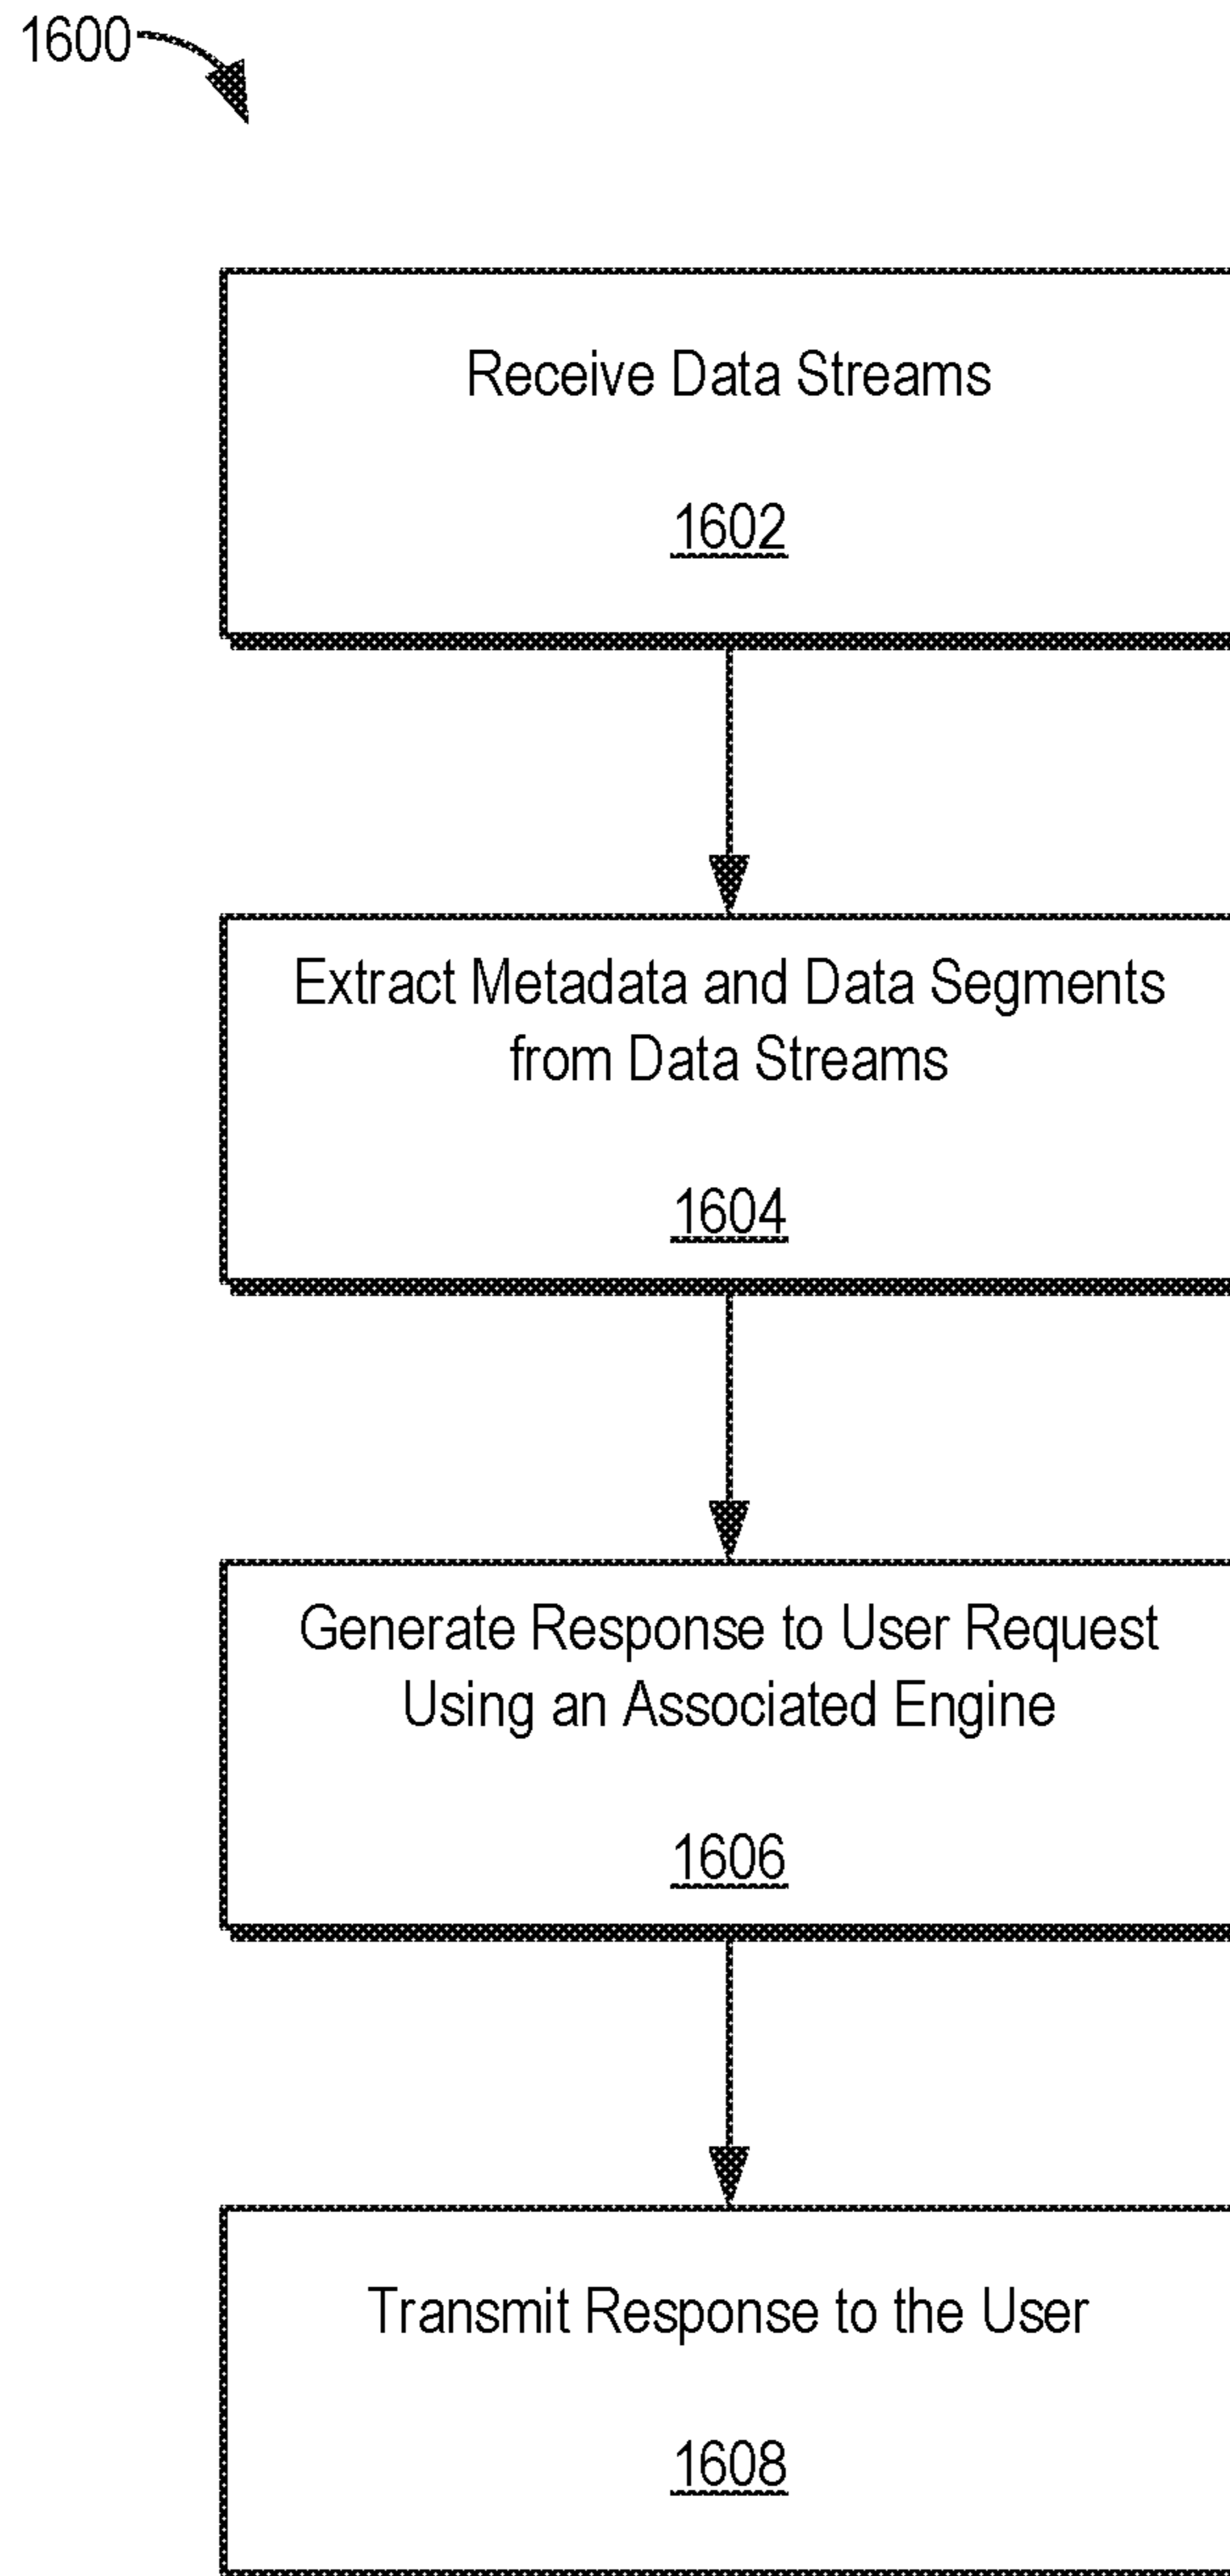 1600
Receive Data Streams
1602
Extract Metadata and Data Segments
from Data Streams
1604
Generate Response to User Request
Using an Associated Engine
1606
Transmit Response to the User
1608